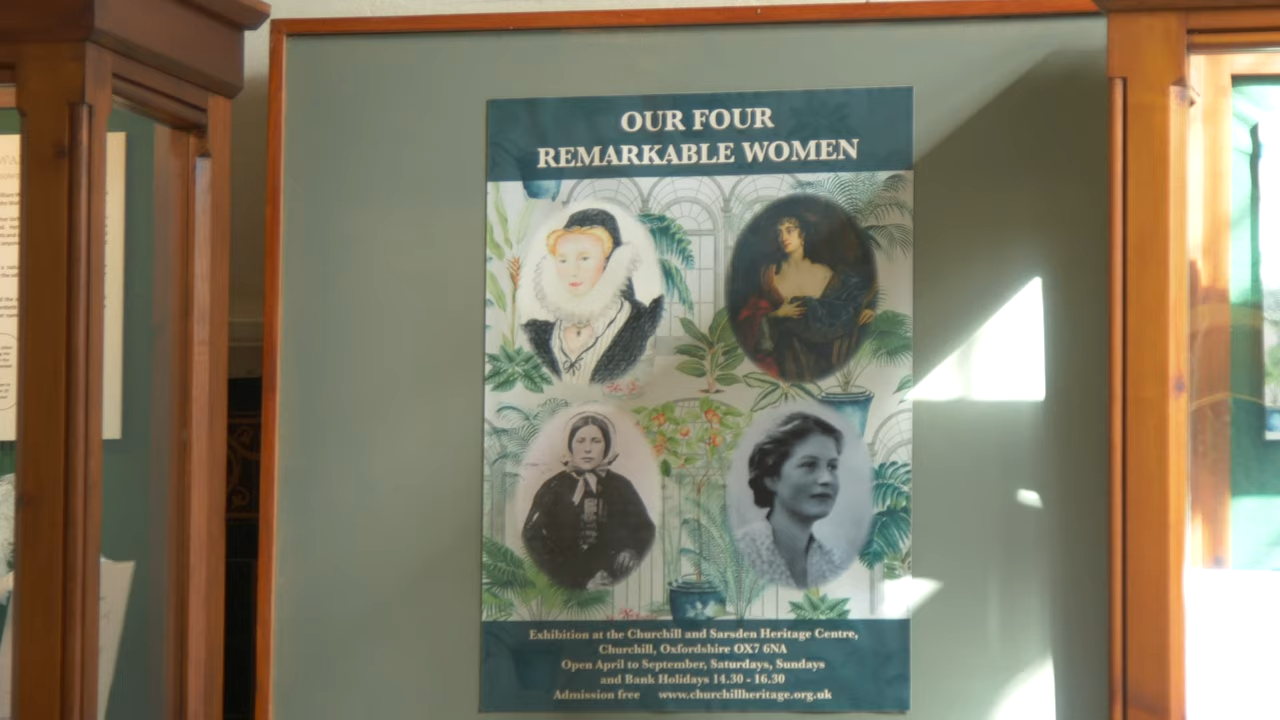 OUR FOUR
REMARKABLE WOMEN
Exhibition at the Churchill and Sarsden Heritage Centre,
Churchill, Oxfordshire OX7 6NA
Open April to September, Saturdays, Sundays
and Bank Holidays 14.30 - 16.30
Admission free www.churchillheritage.org.uk